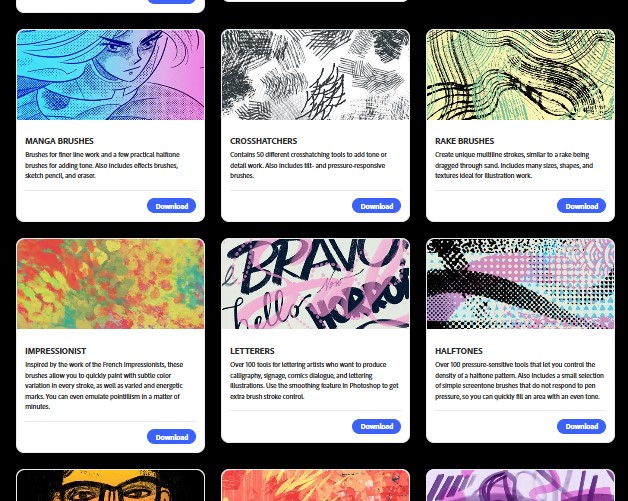 MANGA BRUSHES
Brushes for finer line work and a few practical halftone
brushes for adding tone. Also includes effects brushes,
sketch pencil, and eraser.
Download
CROSSHATCHERS
Contains 50 different crosshatching tools to add tone or
detail work. Also includes tilt- and pressure-responsive
brushes.
Download
RAKE BRUSHES
Create unique multiline strokes, similar to a rake being
dragged through sand. Includes many sizes, shapes, and
textures ideal for illustration work.
Download
IMPRESSIONIST
Inspired by the work of the French Impressionists, these
brushes allow you to quickly paint with subtle color
variation in every stroke, as well as varied and energetic
marks. You can even emulate pointillism in a matter of
minutes.
Download
BRAVO
Now
hello
LETTERERS
Over 100 tools for lettering artists who want to produce
calligraphy, signage, comics dialogue, and lettering
illustrations. Use the smoothing feature in Photoshop to get
extra brush stroke control.
Download
HALFTONES
Over 100 pressure-sensitive tools that let you control the
density of a halftone pattern. Also includes a small selection
of simple screentone brushes that do not respond to pen
pressure, so you can quickly fill an area with an even tone.
Download